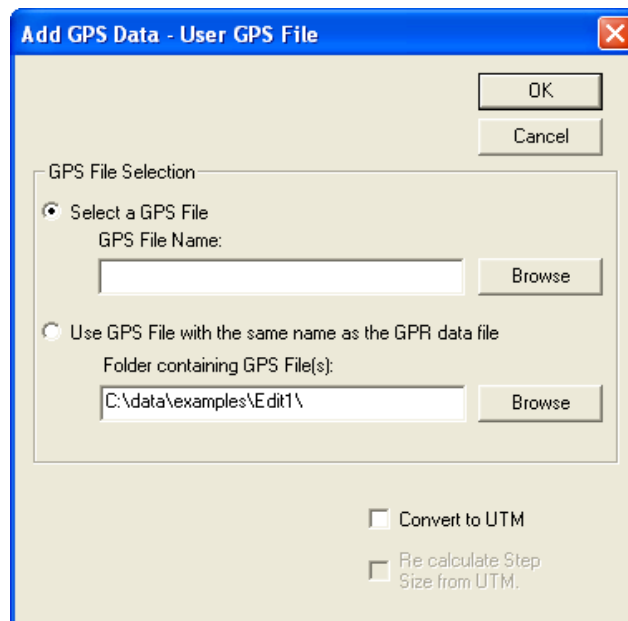 Add GPS Data - User GPS File
OK
Cancel
GPS File Selection
Select a GPS File
GPS File Name:
Browse
Use GPS File with the same name as the GPR data file
Folder containing GPS File(s):
C:\data\examples\Edit1\
Browse
Convert to UTM
Re calculate Step
Size from UTM.